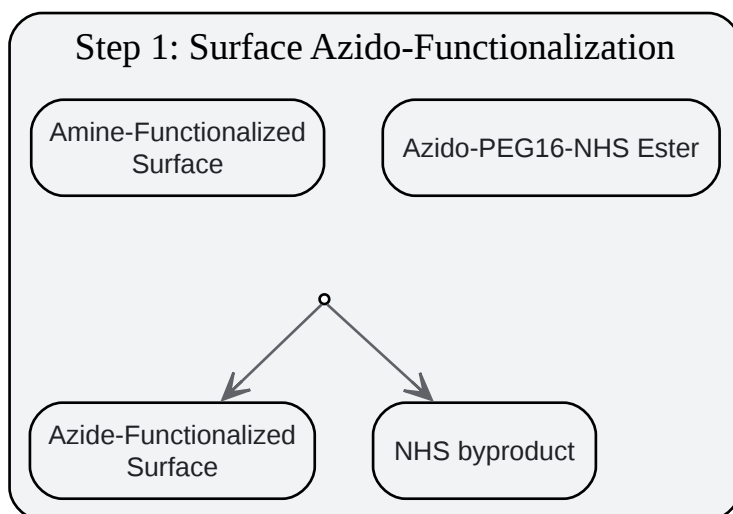 Step 1: Surface Azido-Functionalization
Amine-Functionalized
Surface
Azido-PEG16-NHS Ester
Azide-Functionalized
Surface
NHS byproduct